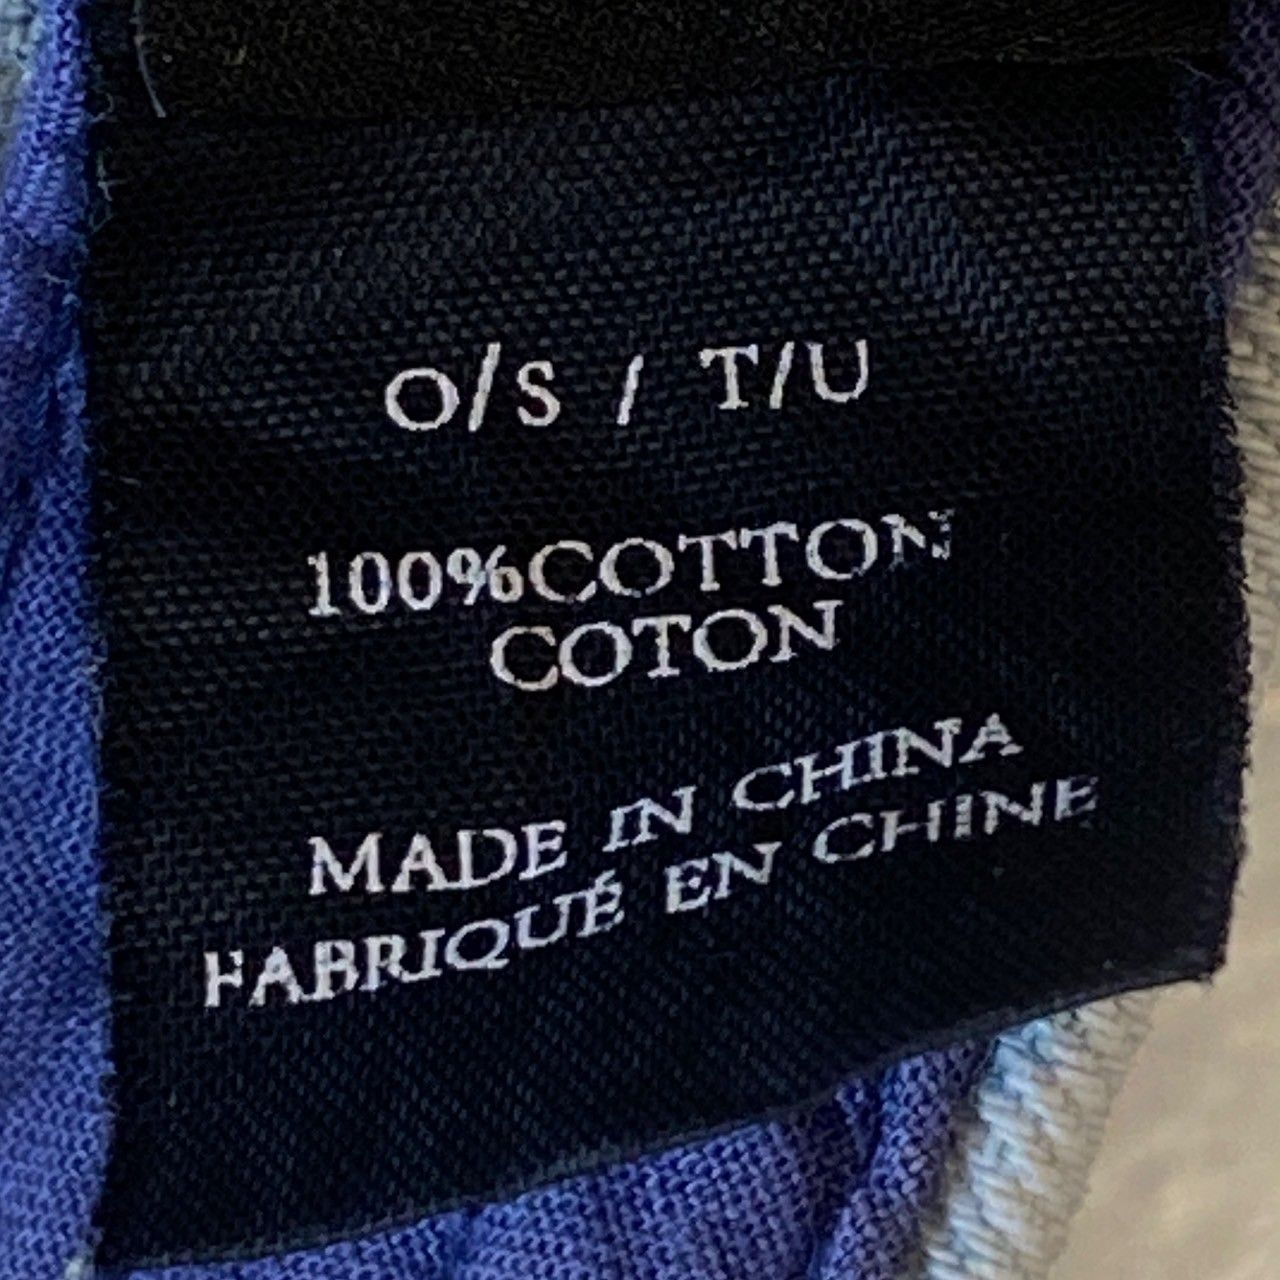 O/S / T/U
100%COTTON
COTON
MADE IN CHINA
FABRIQUÉ EN CHINE